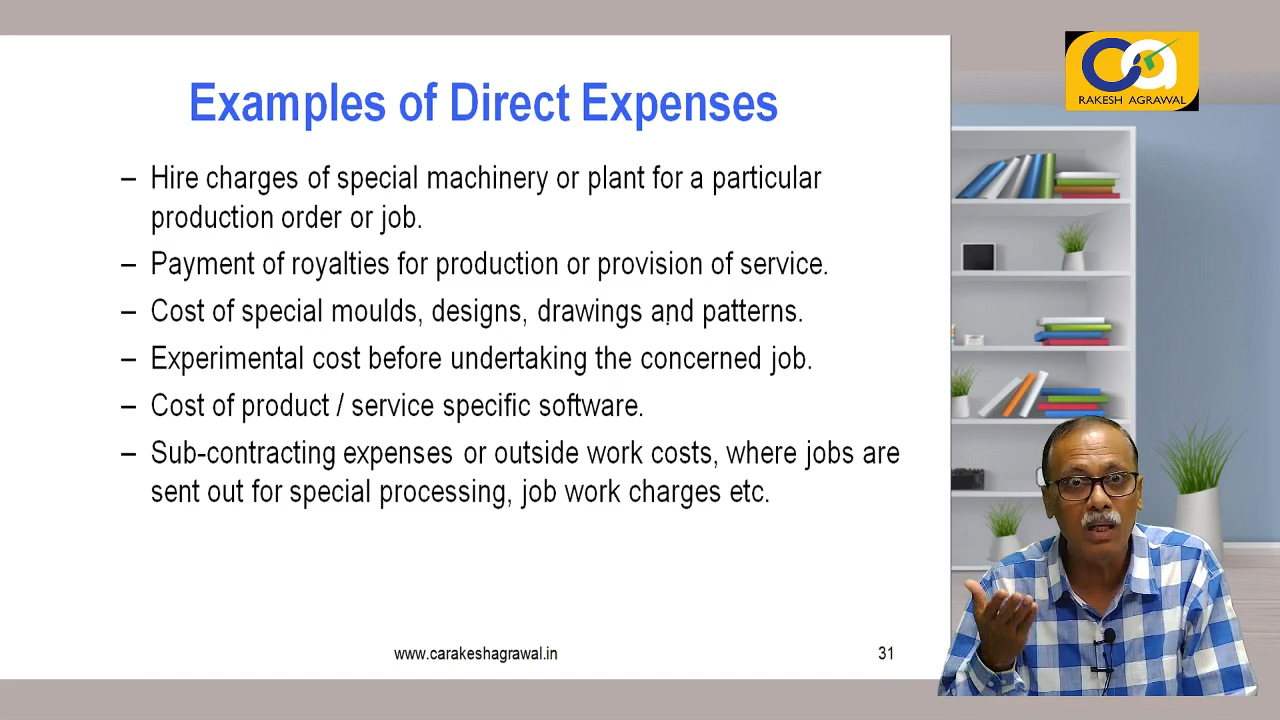 RAKESH AGRAWAL
Examples of Direct Expenses
– Hire charges of special machinery or plant for a particular
production order or job.
– Payment of royalties for production or provision of service.
– Cost of special moulds, designs, drawings and patterns.
– Experimental cost before undertaking the concerned job.
– Cost of product / service specific software.
– Sub-contracting expenses or outside work costs, where jobs are
sent out for special processing, job work charges etc.
www.carakeshagrawal.in
31